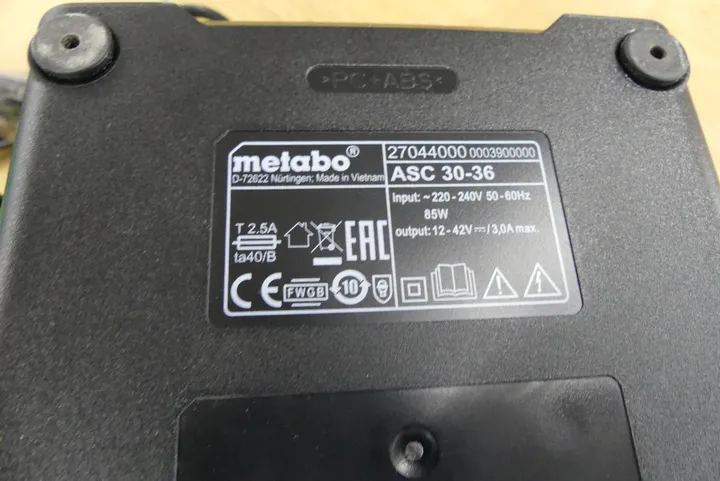 >PC+ABS<
metabo®
D-72622 Nürtingen; Made in Vietnam
27044000 0003900000
ASC 30-36
Input: ~ 220 - 240V 50 - 60Hz
85W
output: 12 - 42V ⎓ / 3,0A max.
T 2.5A
ta40/B
EAC
CE
FWGB
10